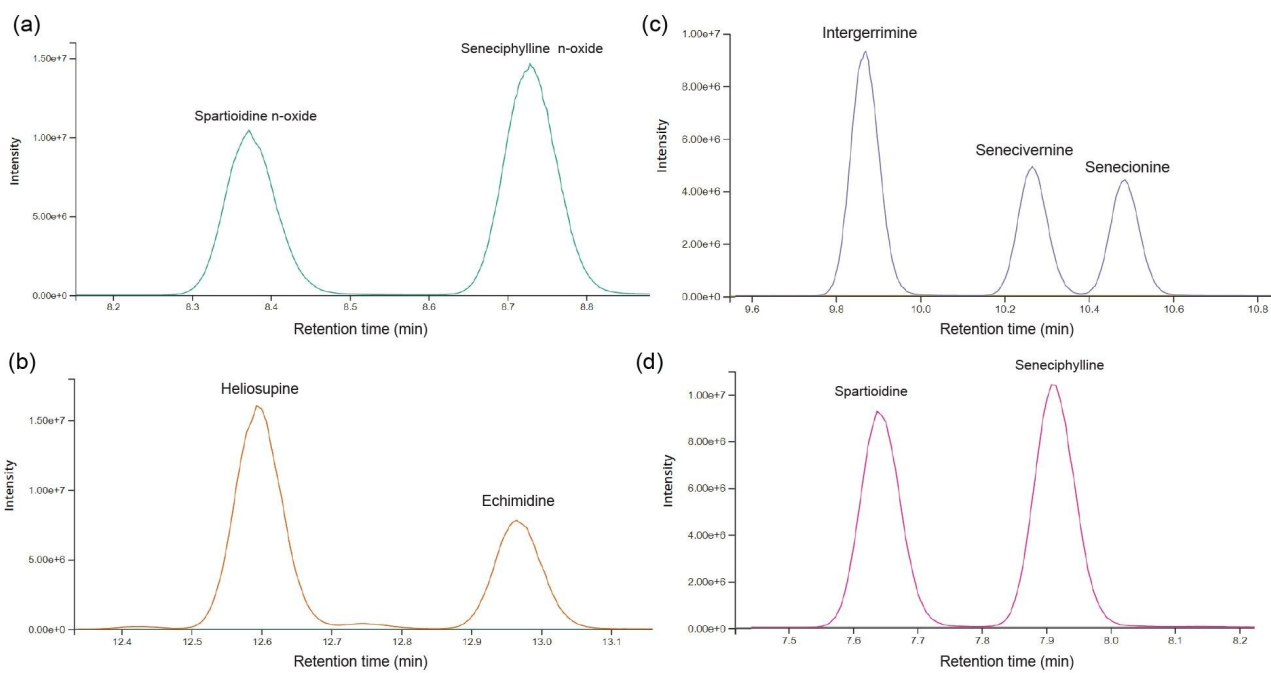 (a)
Intensity
1.50e+7
1.00e+7
5.00e+6
0.00e+0
Spartioidine n-oxide
Seneciphylline n-oxide
8.2 8.3 8.4 8.5 8.6 8.7 8.8
Retention time (min)
(c)
Intensity
1.00e+7
8.00e+6
6.00e+6
4.00e+6
2.00e+6
0.00e+0
Intergerrimine
Senecivernine
Senecionine
9.6 9.8 10.0 10.2 10.4 10.6 10.8
Retention time (min)
(b)
Intensity
1.50e+7
1.00e+7
5.00e+6
0.00e+0
Heliosupine
Echimidine
12.4 12.5 12.6 12.7 12.8 12.9 13.0 13.1
Retention time (min)
(d)
Intensity
1.00e+7
8.00e+6
6.00e+6
4.00e+6
2.00e+6
0.00e+0
Spartioidine
Seneciphylline
7.5 7.6 7.7 7.8 7.9 8.0 8.1 8.2
Retention time (min)